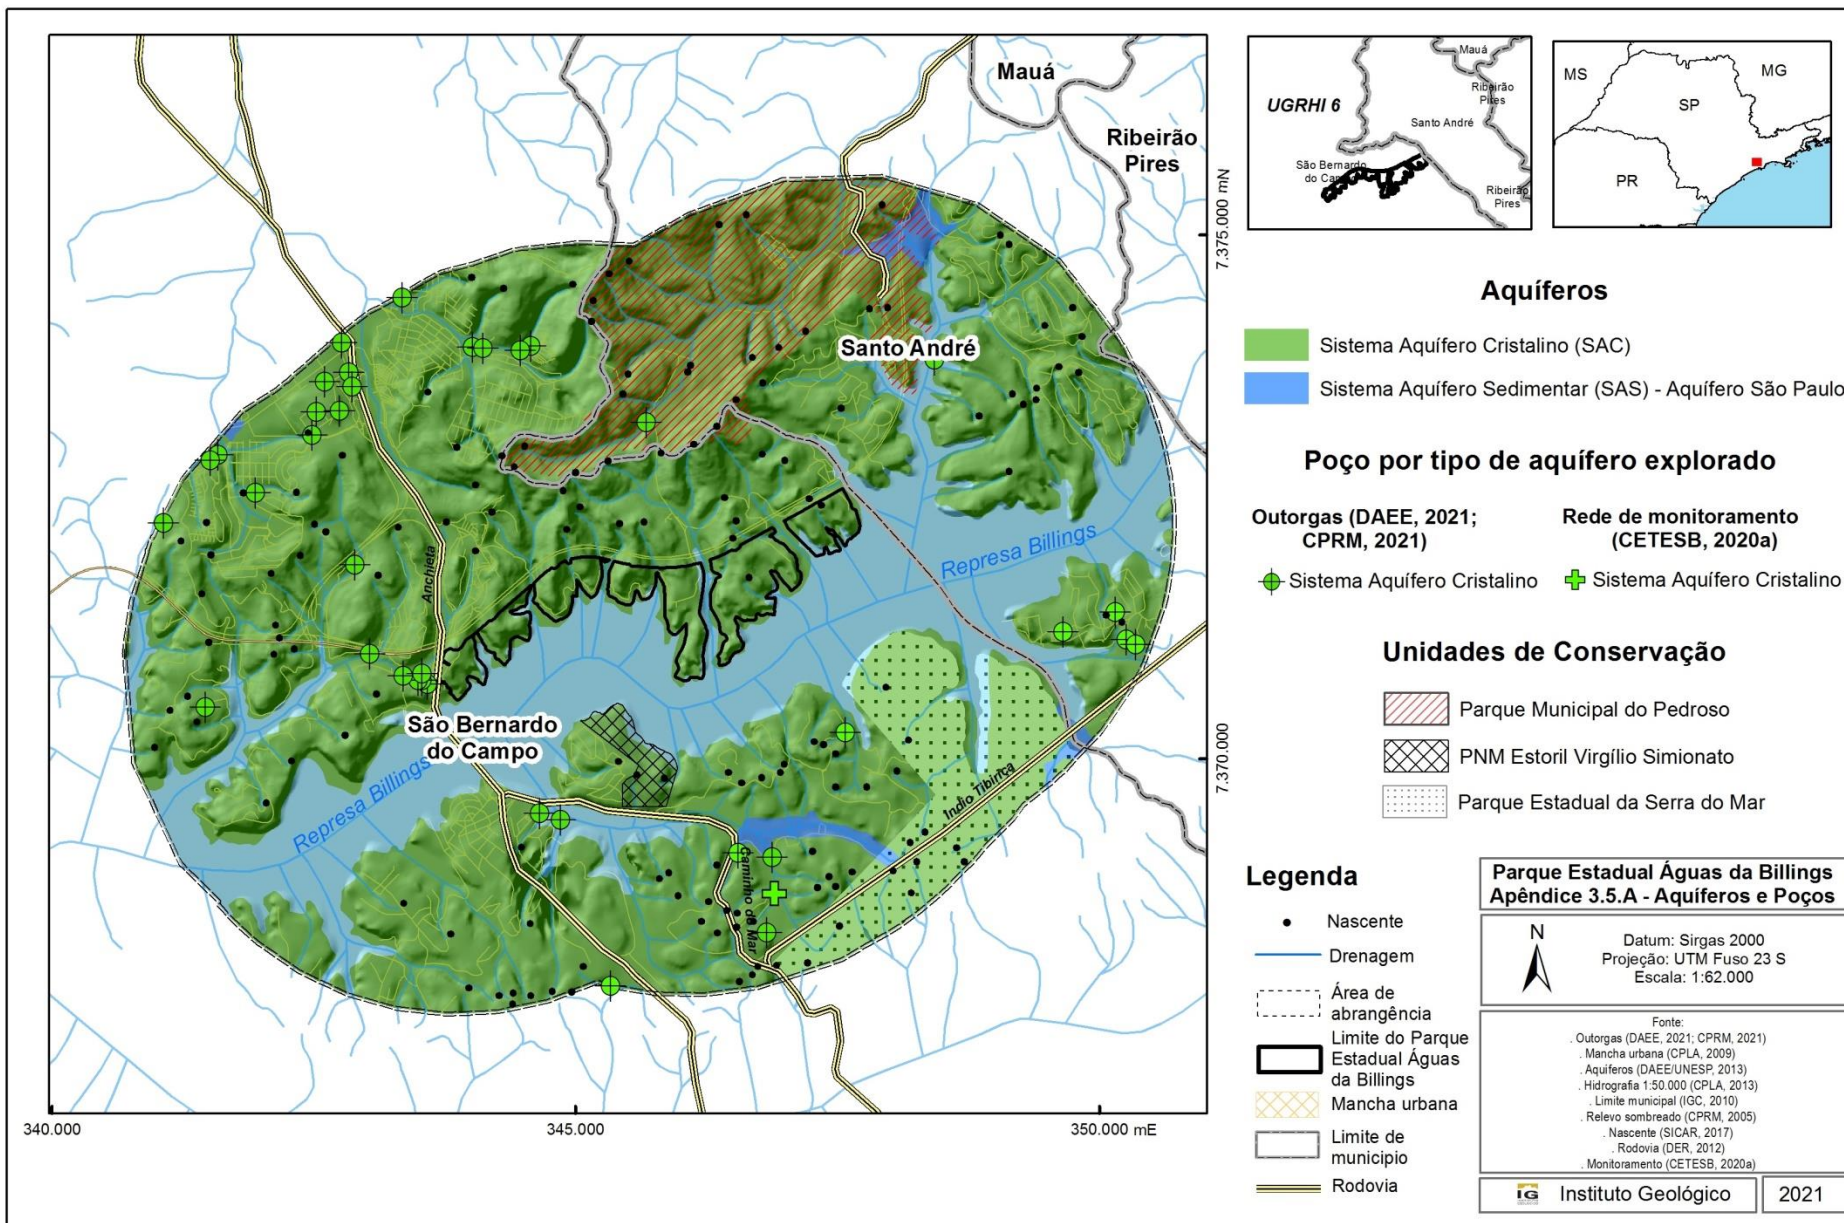 Mauá
Ribeirão
Pires
Santo André
São Bernardo
do Campo
Represa Billings
Represa Billings
Anchieta
Caminho do Mar
Indio Tibiriça
7.375.000 mN
7.370.000
340.000
345.000
350.000 mE
UGRHI 6
Mauá
Ribeirão
Pires
Santo André
São Bernardo
Ribeirão
Pires
MS
MG
SP
PR
Aquíferos
Sistema Aquífero Cristalino (SAC)
Sistema Aquífero Sedimentar (SAS) - Aquífero São Paulo
Poço por tipo de aquífero explorado
Outorgas (DAEE, 2021;
CPRM, 2021)
Sistema Aquífero Cristalino
Rede de monitoramento
(CETESB, 2020a)
Sistema Aquífero Cristalino
Unidades de Conservação
Parque Municipal do Pedroso
PNM Estoril Virgílio Simionato
Parque Estadual da Serra do Mar
Legenda
Nascente
Drenagem
Área de
abrangência
Limite do Parque
Estadual Águas
da Billings
Mancha urbana
Limite de
municipio
Rodovia
Parque Estadual Águas da Billings
Apêndice 3.5.A - Aquíferos e Poços
N
Datum: Sirgas 2000
Projeção: UTM Fuso 23 S
Escala: 1:62.000
Fonte:
. Outorgas (DAEE, 2021; CPRM, 2021)
. Mancha urbana (CPLA, 2009)
. Aquíferos (DAEE/UNESP, 2013)
. Hidrografia 1:50.000 (CPLA, 2013)
. Limite municipal (IGC, 2010)
. Relevo sombreado (CPRM, 2005)
. Nascente (SICAR, 2017)
. Rodovia (DER, 2012)
. Monitoramento (CETESB, 2020a)
IG
Instituto Geológico
2021